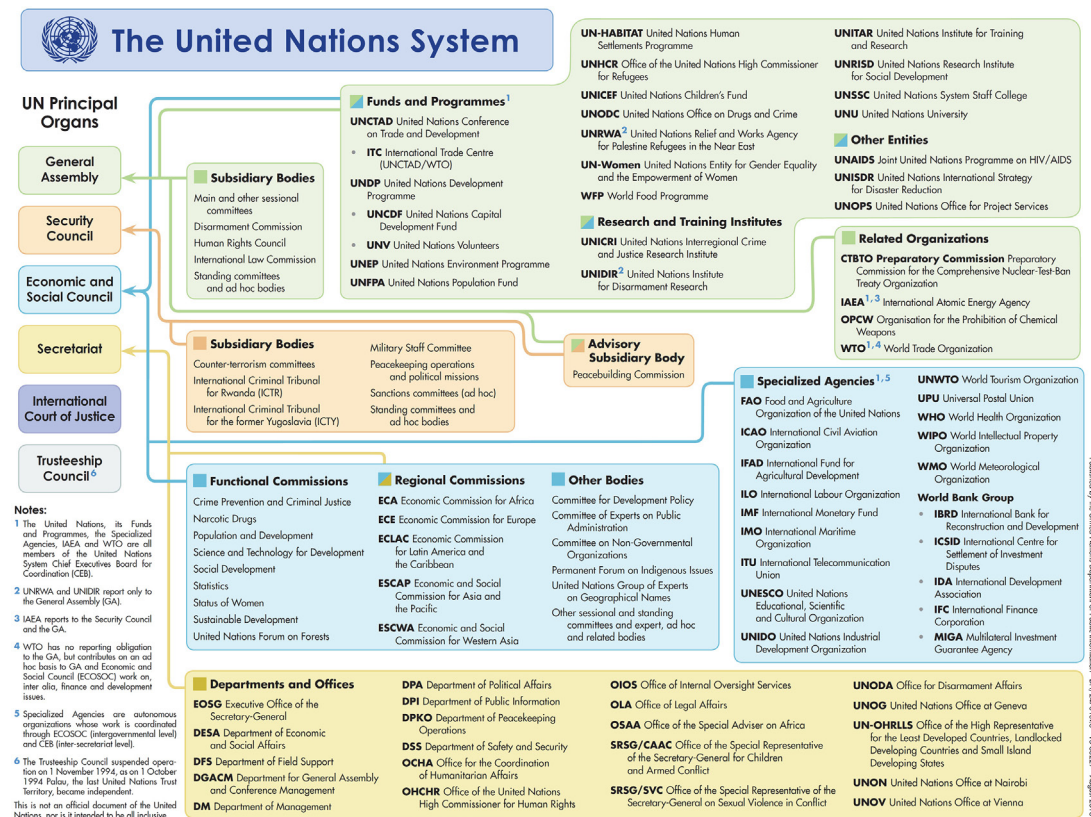 The United Nations System
UN Principal
Organs
General
Assembly
Security
Council
Economic and
Social Council
Secretariat
International
Court of Justice
Trusteeship
Council6
Notes:
1 The United Nations, its Funds
and Programmes, the Specialized
Agencies, IAEA and WTO are all
members of the United Nations
System Chief Executives Board for
Coordination (CEB).
2 UNRWA and UNIDIR report only to
the General Assembly (GA).
3 IAEA reports to the Security Council
and the GA.
4 WTO has no reporting obligation
to the GA, but contributes on an ad
hoc basis to GA and Economic and
Social Council (ECOSOC) work on,
inter alia, finance and development
issues.
5 Specialized Agencies are autonomous
organizations whose work is coordinated
through ECOSOC (intergovernmental level)
and CEB (inter-secretariat level).
6 The Trusteeship Council suspended opera-
tion on 1 November 1994, as on 1 October
1994 Palau, the last United Nations Trust
Territory, became independent.
This is not an official document of the United
Nations, nor is it intended to be all inclusive.
Subsidiary Bodies
Main and other sessional
committees
Disarmament Commission
Human Rights Council
International Law Commission
Standing committees
and ad hoc bodies
Funds and Programmes1
UNCTAD United Nations Conference
on Trade and Development
• ITC International Trade Centre
(UNCTAD/WTO)
UNDP United Nations Development
Programme
• UNCDF United Nations Capital
Development Fund
• UNV United Nations Volunteers
UNEP United Nations Environment Programme
UNFPA United Nations Population Fund
UN-HABITAT United Nations Human
Settlements Programme
UNHCR Office of the United Nations High Commissioner
for Refugees
UNICEF United Nations Children's Fund
UNODC United Nations Office on Drugs and Crime
UNRWA2 United Nations Relief and Works Agency
for Palestine Refugees in the Near East
UN-Women United Nations Entity for Gender Equality
and the Empowerment of Women
WFP World Food Programme
Research and Training Institutes
UNICRI United Nations Interregional Crime
and Justice Research Institute
UNIDIR2 United Nations Institute
for Disarmament Research
UNITAR United Nations Institute for Training
and Research
UNRISD United Nations Research Institute
for Social Development
UNSSC United Nations System Staff College
UNU United Nations University
Other Entities
UNAIDS Joint United Nations Programme on HIV/AIDS
UNISDR United Nations International Strategy
for Disaster Reduction
UNOPS United Nations Office for Project Services
Related Organizations
CTBTO Preparatory Commission Preparatory
Commission for the Comprehensive Nuclear-Test-Ban
Treaty Organization
IAEA1, 3 International Atomic Energy Agency
OPCW Organisation for the Prohibition of Chemical
Weapons
WTO1, 4 World Trade Organization
Subsidiary Bodies
Counter-terrorism committees
International Criminal Tribunal
for Rwanda (ICTR)
International Criminal Tribunal
for the former Yugoslavia (ICTY)
Military Staff Committee
Peacekeeping operations
and political missions
Sanctions committees (ad hoc)
Standing committees and
ad hoc bodies
Advisory
Subsidiary Body
Peacebuilding Commission
Functional Commissions
Crime Prevention and Criminal Justice
Narcotic Drugs
Population and Development
Science and Technology for Development
Social Development
Statistics
Status of Women
Sustainable Development
United Nations Forum on Forests
Regional Commissions
ECA Economic Commission for Africa
ECE Economic Commission for Europe
ECLAC Economic Commission
for Latin America and
the Caribbean
ESCAP Economic and Social
Commission for Asia and
the Pacific
ESCWA Economic and Social
Commission for Western Asia
Other Bodies
Committee for Development Policy
Committee of Experts on Public
Administration
Committee on Non-Governmental
Organizations
Permanent Forum on Indigenous Issues
United Nations Group of Experts
on Geographical Names
Other sessional and standing
committees and expert, ad hoc
and related bodies
Specialized Agencies1, 5
FAO Food and Agriculture
Organization of the United Nations
ICAO International Civil Aviation
Organization
IFAD International Fund for
Agricultural Development
ILO International Labour Organization
IMF International Monetary Fund
IMO International Maritime
Organization
ITU International Telecommunication
Union
UNESCO United Nations
Educational, Scientific
and Cultural Organization
UNIDO United Nations Industrial
Development Organization
UNWTO World Tourism Organization
UPU Universal Postal Union
WHO World Health Organization
WIPO World Intellectual Property
Organization
WMO World Meteorological
Organization
World Bank Group
• IBRD International Bank for
Reconstruction and Development
• ICSID International Centre for
Settlement of Investment
Disputes
• IDA International Development
Association
• IFC International Finance
Corporation
• MIGA Multilateral Investment
Guarantee Agency
Departments and Offices
EOSG Executive Office of the
Secretary-General
DESA Department of Economic
and Social Affairs
DFS Department of Field Support
DGACM Department for General Assembly
and Conference Management
DM Department of Management
DPA Department of Political Affairs
DPI Department of Public Information
DPKO Department of Peacekeeping
Operations
DSS Department of Safety and Security
OCHA Office for the Coordination
of Humanitarian Affairs
OHCHR Office of the United Nations
High Commissioner for Human Rights
OIOS Office of Internal Oversight Services
OLA Office of Legal Affairs
OSAA Office of the Special Adviser on Africa
SRSG/CAAC Office of the Special Representative
of the Secretary-General for Children
and Armed Conflict
SRSG/SVC Office of the Special Representative of the
Secretary-General on Sexual Violence in Conflict
UNODA Office for Disarmament Affairs
UNOG United Nations Office at Geneva
UN-OHRLLS Office of the High Representative
for the Least Developed Countries, Landlocked
Developing Countries and Small Island
Developing States
UNON United Nations Office at Nairobi
UNOV United Nations Office at Vienna